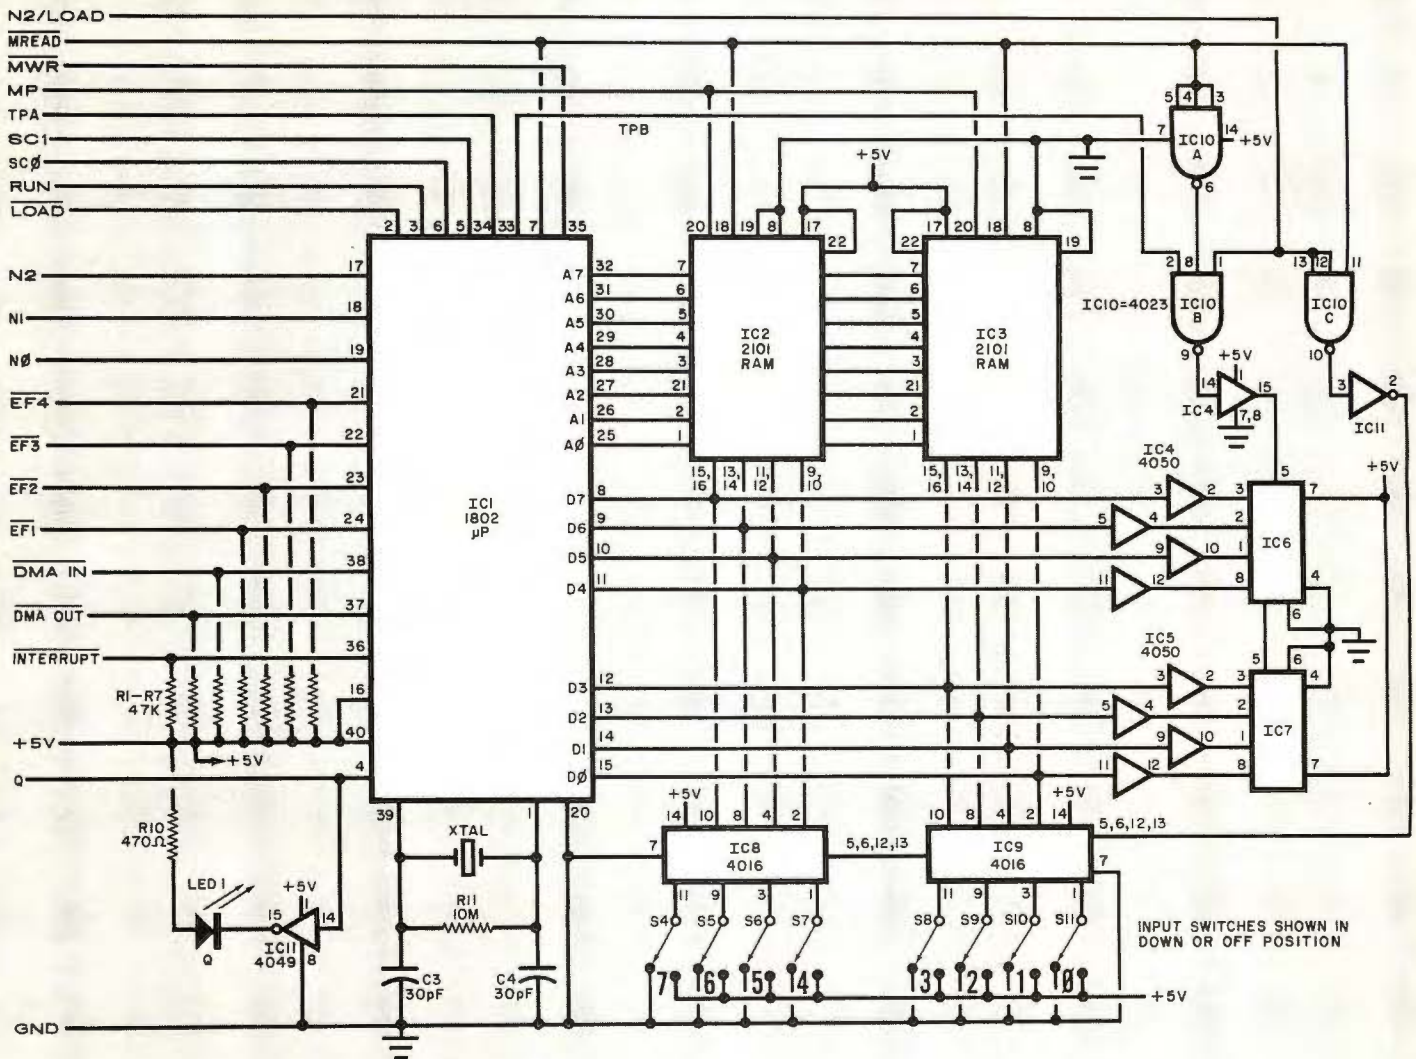 N2/LOAD
MREAD
MWR
MP
TPA
SC1
SCØ
RUN
LOAD
N2
N1
NØ
EF4
EF3
EF2
EF1
DMA IN
DMA OUT
INTERRUPT
R1-R7
47K
+5V
+5V
Q
R10
470Ω
LED 1
Q
+5V
1
15
14
IC11
4049
8
GND
2 3 6 5 34 33 7 35
17
18
19
21
22
23
24
38
37
36
16
40
4
39
1
20
IC1
1802
µP
A7 32
A6 31
A5 30
A4 29
A3 28
A2 27
A1 26
AØ 25
D7 8
D6 9
D5 10
D4 11
D3 12
D2 13
D1 14
DØ 15
XTAL
R11
10M
C3
30pF
C4
30pF
TPB
+5V
20 18 19 8 17
22
7
6
5
4
3
21
2
1
IC2
2101
RAM
15, 13, 11, 9,
16 14 12 10
17 20 18 8
22
19
7
6
5
4
3
21
2
1
IC3
2101
RAM
15, 13, 11, 9,
16 14 12 10
5 4 3
7
14
+5V
IC10
A
6
2 8 1
IC10=4023
IC10
B
9
13 12 11
IC10
C
10
+5V
14 1 15
IC4
7,8
3 2
IC11
IC4
4050
3 2
5 4
9 10
11 12
5
3
2
1
8
7
4
6
IC6
+5V
IC5
4050
3 2
5 4
9 10
11 12
5
6
3
2
1
8
4
7
IC7
+5V
14 10 8 4 2
7
IC8
4016
5,6,12,13
11 9 3 1
S4 S5 S6 S7
7 6 5 4
+5V
10 8 4 2 14
IC9
4016
5,6,12,13
7
11 9 3 1
S8 S9 S10 S11
3 2 1 Ø
+5V
INPUT SWITCHES SHOWN IN
DOWN OR OFF POSITION